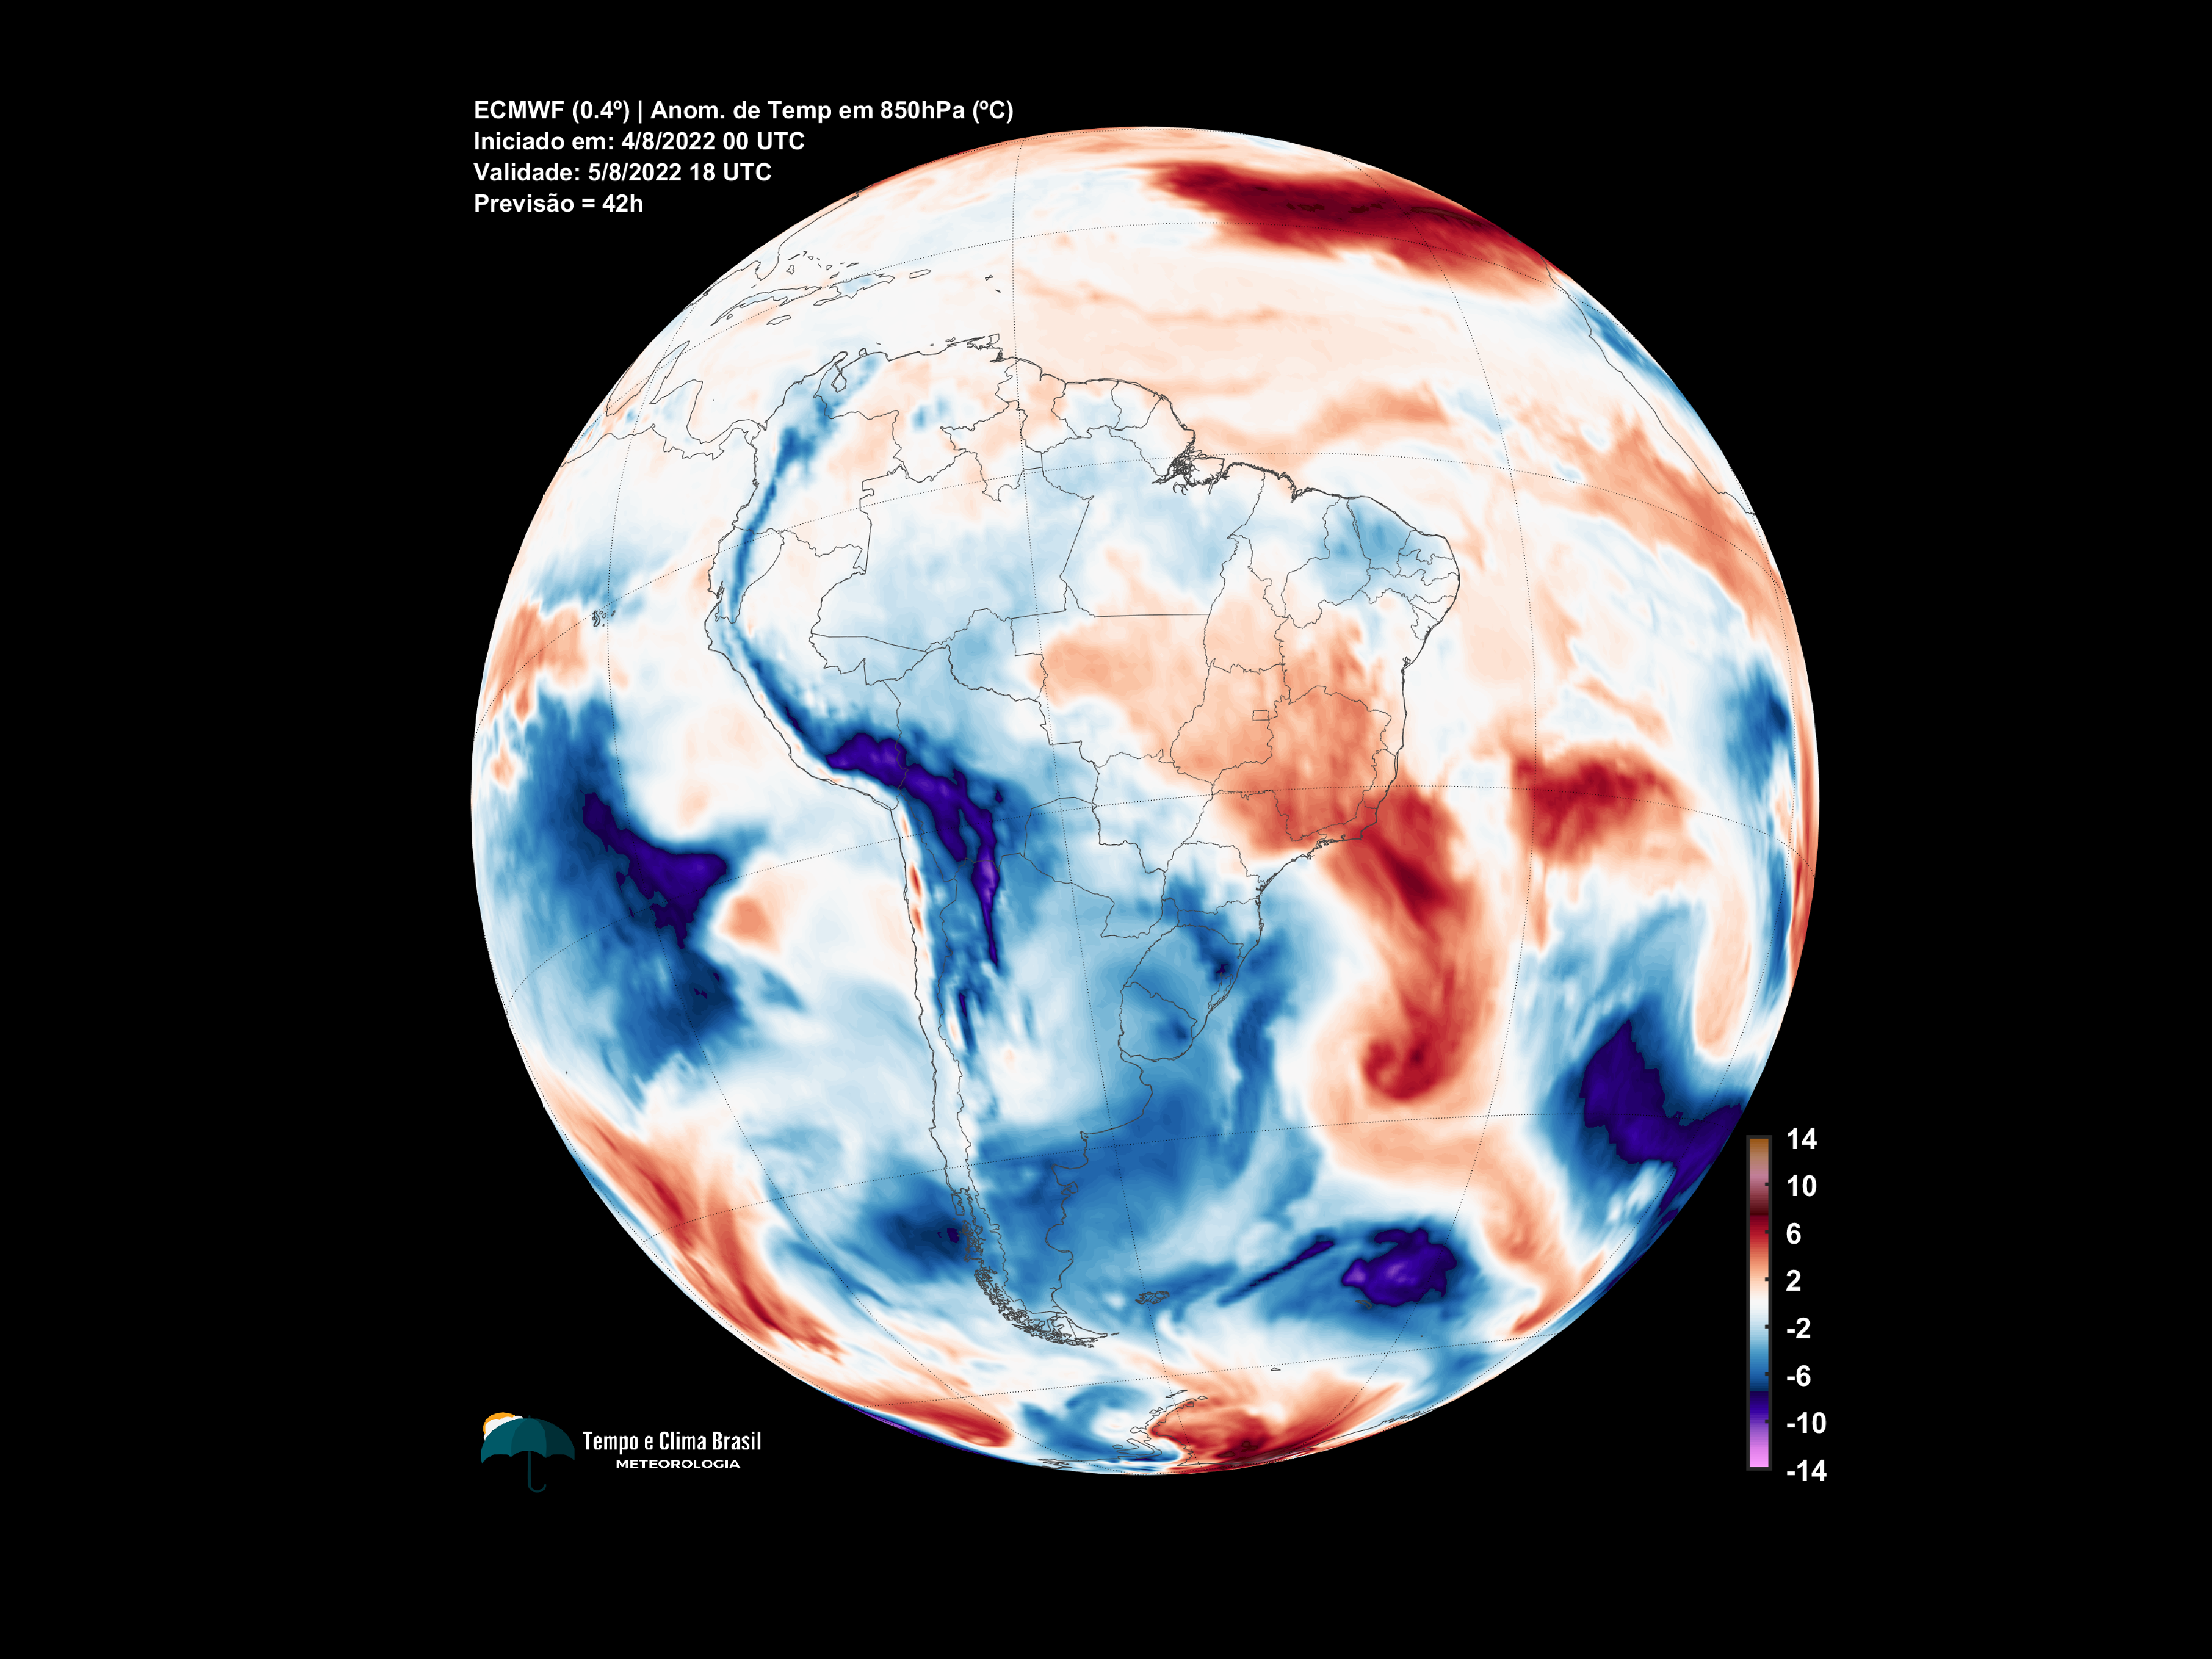 ECMWF (0.4º) | Anom. de Temp em 850hPa (ºC)
Iniciado em: 4/8/2022 00 UTC
Validade: 5/8/2022 18 UTC
Previsão = 42h
14
10
6
2
-2
-6
-10
-14
Tempo e Clima Brasil
METEOROLOGIA